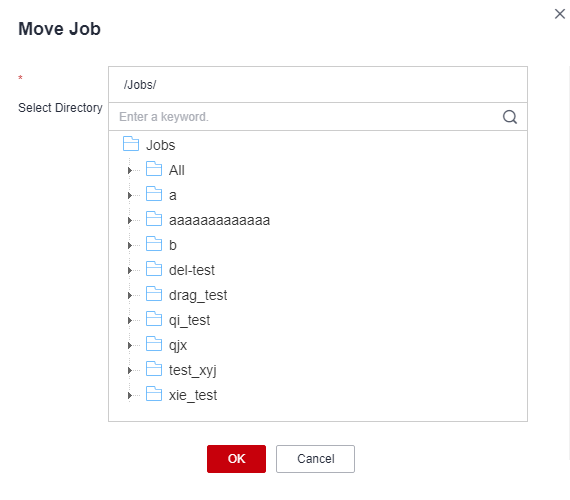 Move Job
*
Select Directory
/Jobs/
Enter a keyword.
Jobs
All
a
aaaaaaaaaaaaa
b
del-test
drag_test
qi_test
qjx
test_xyj
xie_test
OK
Cancel